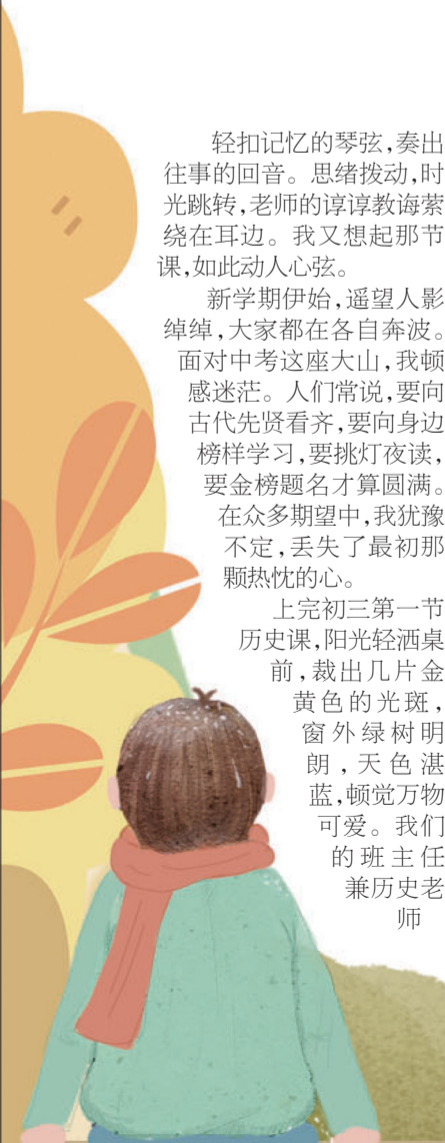 轻扣记忆的琴弦,奏出
往事的回音。思绪拨动,时
光跳转,老师的谆谆教诲萦
绕在耳边。我又想起那节
课,如此动人心弦。
新学期伊始,遥望人影
绰绰,大家都在各自奔波。
面对中考这座大山,我顿
感迷茫。人们常说,要向
古代先贤看齐,要向身边
榜样学习,要挑灯夜读,
要金榜题名才算圆满。
在众多期望中,我犹豫
不定,丢失了最初那
颗热忱的心。
上完初三第一节
历史课,阳光轻洒桌
前,裁出几片金
黄色的光斑,
窗外绿树明
朗,天色湛
蓝,顿觉万物
可爱。我们
的班主任
兼历史老
师